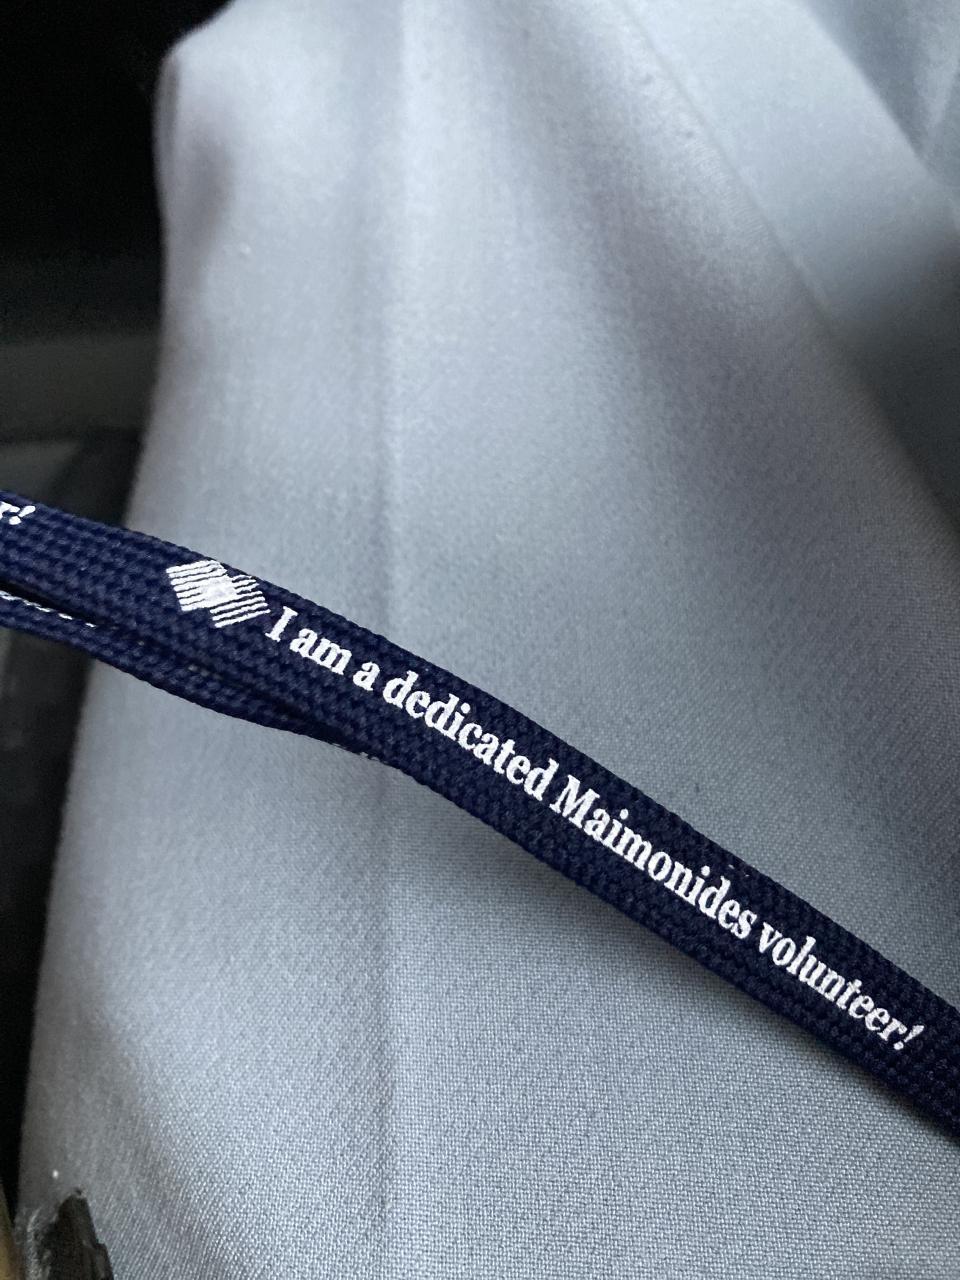 r!
I am a dedicated Maimonides volunteer!